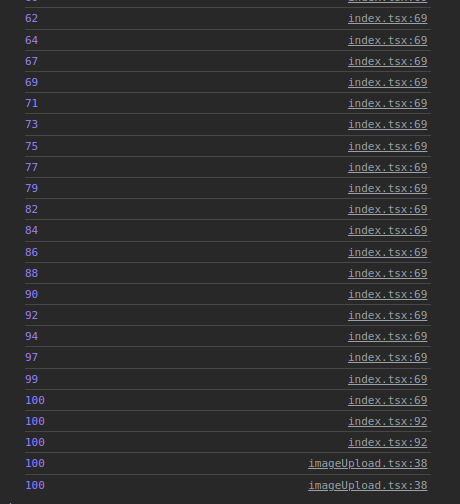 62 index.tsx:69
64 index.tsx:69
67 index.tsx:69
69 index.tsx:69
71 index.tsx:69
73 index.tsx:69
75 index.tsx:69
77 index.tsx:69
79 index.tsx:69
82 index.tsx:69
84 index.tsx:69
86 index.tsx:69
88 index.tsx:69
90 index.tsx:69
92 index.tsx:69
94 index.tsx:69
97 index.tsx:69
99 index.tsx:69
100 index.tsx:69
100 index.tsx:92
100 index.tsx:92
100 imageUpload.tsx:38
100 imageUpload.tsx:38